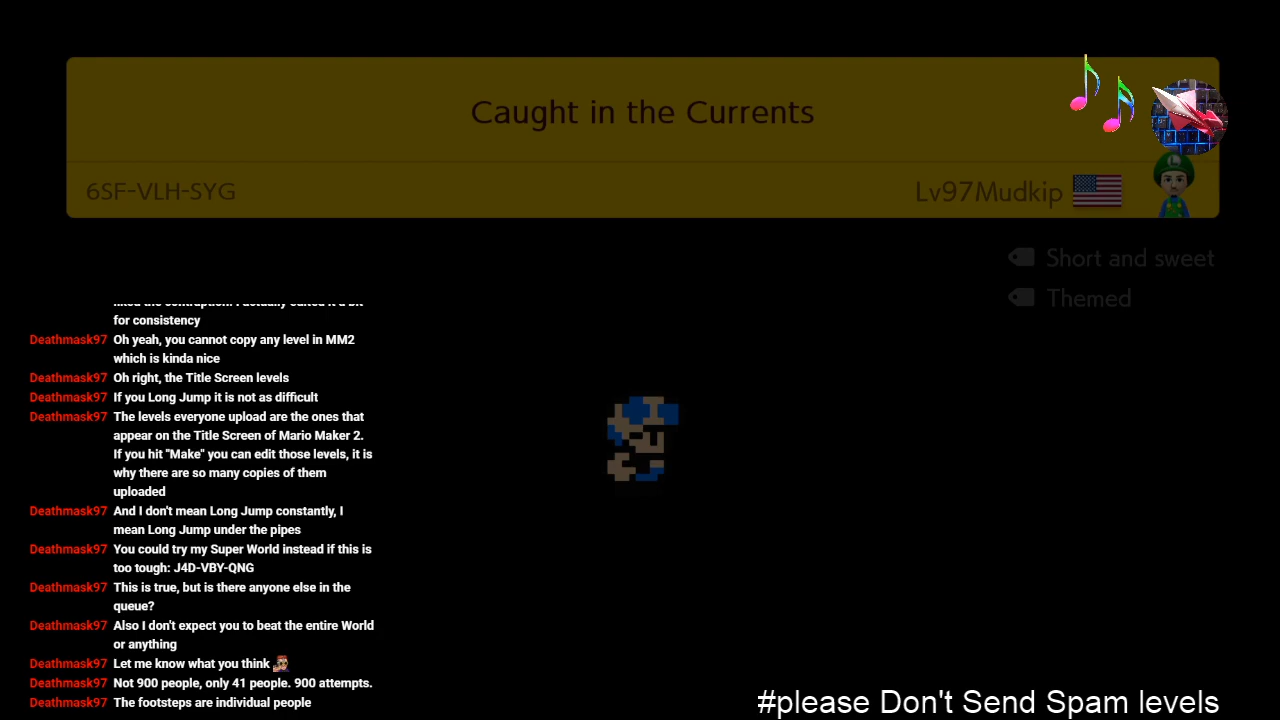 Caught in the Currents
6SF-VLH-SYG
Lv97Mudkip
Short and sweet
Themed
for consistency
Deathmask97 Oh yeah, you cannot copy any level in MM2
which is kinda nice
Deathmask97 Oh right, the Title Screen levels
Deathmask97 If you Long Jump it is not as difficult
Deathmask97 The levels everyone upload are the ones that
appear on the Title Screen of Mario Maker 2.
If you hit "Make" you can edit those levels, it is
why there are so many copies of them
uploaded
Deathmask97 And I don't mean Long Jump constantly, I
mean Long Jump under the pipes
Deathmask97 You could try my Super World instead if this is
too tough: J4D-VBY-QNG
Deathmask97 This is true, but is there anyone else in the
queue?
Deathmask97 Also I don't expect you to beat the entire World
or anything
Deathmask97 Let me know what you think
Deathmask97 Not 900 people, only 41 people. 900 attempts.
Deathmask97 The footsteps are individual people
#please Don't Send Spam levels